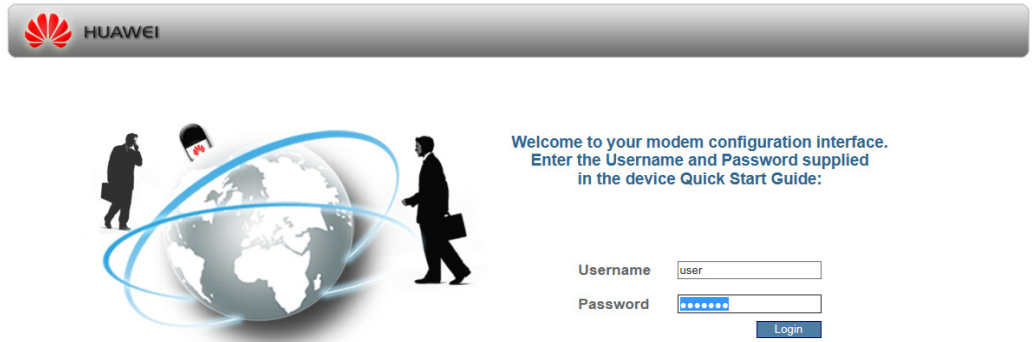 HUAWEI
Welcome to your modem configuration interface.
Enter the Username and Password supplied
in the device Quick Start Guide:
Username user
Password •••••••
Login